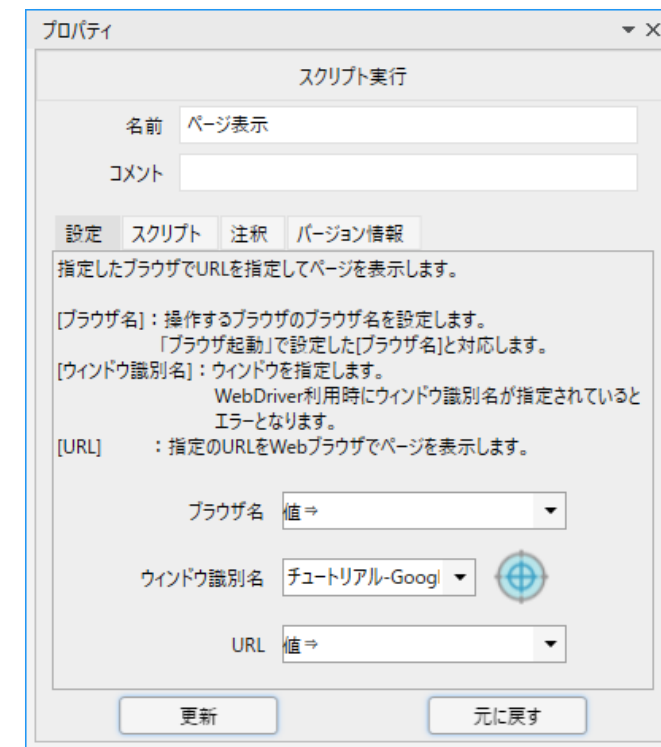 プロパティ
スクリプト実行
名前 ページ表示
コメント
設定 スクリプト 注釈 バージョン情報
指定したブラウザでURLを指定してページを表示します。
[ブラウザ名]：操作するブラウザのブラウザ名を設定します。
「ブラウザ起動」で設定した[ブラウザ名]と対応します。
[ウィンドウ識別名]：ウィンドウを指定します。
WebDriver利用時にウィンドウ識別名が指定されていると
エラーとなります。
[URL] ：指定のURLをWebブラウザでページを表示します。
ブラウザ名 値⇒
ウィンドウ識別名 チュートリアル-Googl
URL 値⇒
更新 元に戻す